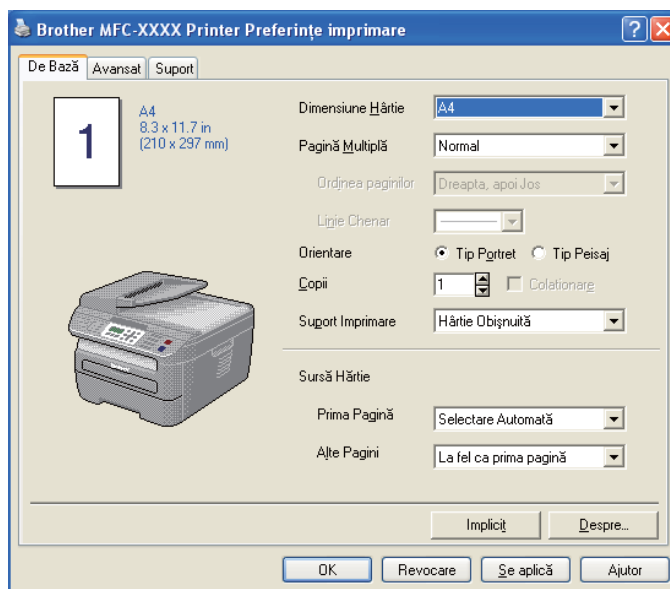 Brother MFC-XXXX Printer Preferințe imprimare
De Bază Avansat Suport
1
A4
8.3 x 11.7 in
(210 x 297 mm)
Dimensiune Hârtie A4
Pagină Multiplă Normal
Ordinea paginilor Dreapta, apoi Jos
Linie Chenar
Orientare Tip Portret Tip Peisaj
Copii 1 Colationare
Suport Imprimare Hârtie Obişnuită
Sursă Hărtie
Prima Pagină Selectare Automată
Alte Pagini La fel ca prima pagină
Implicit Despre...
OK Revocare Se aplică Ajutor